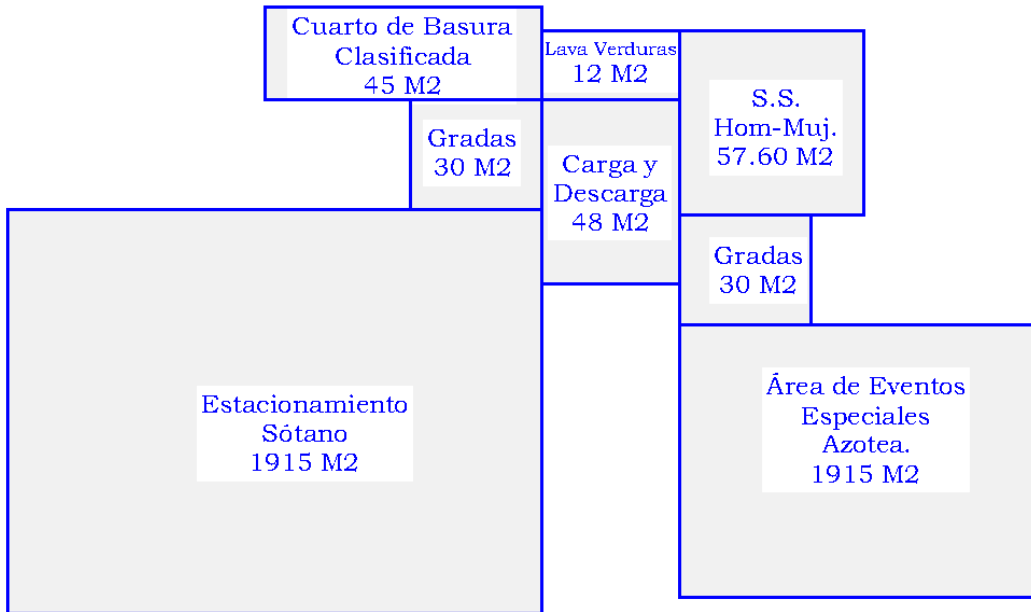 Cuarto de Basura
Clasificada
45 M2
Lava Verduras
12 M2
S.S.
Hom-Muj.
57.60 M2
Gradas
30 M2
Carga y
Descarga
48 M2
Gradas
30 M2
Estacionamiento
Sótano
1915 M2
Área de Eventos
Especiales
Azotea.
1915 M2